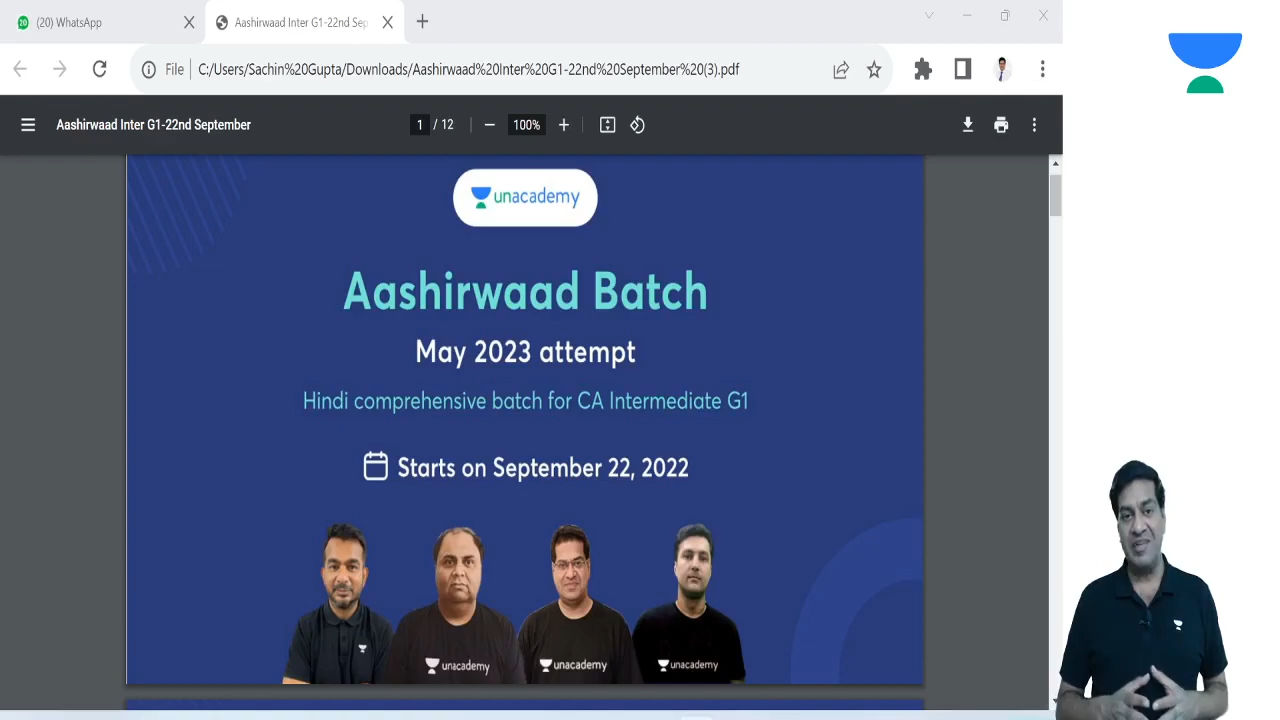 (20) WhatsApp
Aashirwaad Inter G1-22nd Sep
File
C:/Users/Sachin%20Gupta/Downloads/Aashirwaad%20Inter%20G1-22nd%20September%20(3).pdf
Aashirwaad Inter G1-22nd September
1 / 12
100%
unacademy
Aashirwaad Batch
May 2023 attempt
Hindi comprehensive batch for CA Intermediate G1
Starts on September 22, 2022
unacademy
unacademy
unacademy